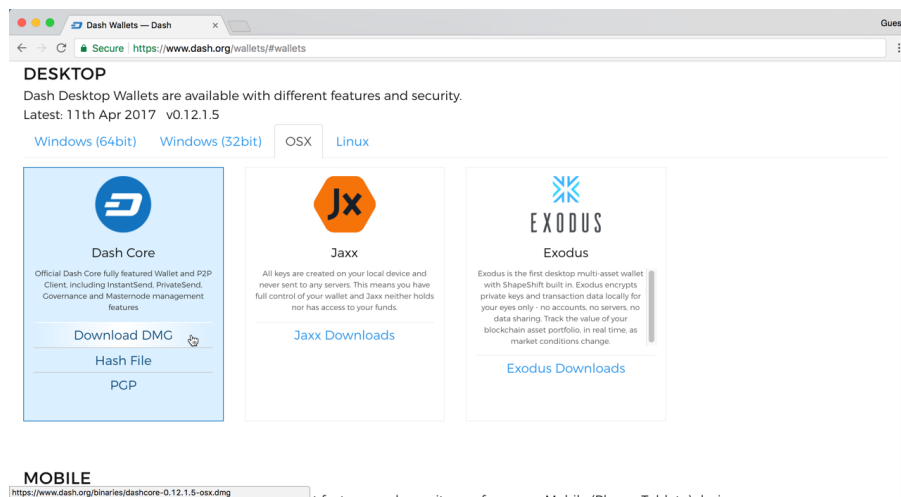 Dash Wallets — Dash ×
Gues
Secure https://www.dash.org/wallets/#wallets
DESKTOP
Dash Desktop Wallets are available with different features and security.
Latest: 11th Apr 2017 v0.12.1.5
Windows (64bit) Windows (32bit) OSX Linux
Dash Core
Official Dash Core fully featured Wallet and P2P
Client, including InstantSend, PrivateSend,
Governance and Masternode management
features
Download DMG
Hash File
PGP
Jx
Jaxx
All keys are created on your local device and
never sent to any servers. This means you have
full control of your wallet and Jaxx neither holds
nor has access to your funds.
Jaxx Downloads
EXODUS
Exodus
Exodus is the first desktop multi-asset wallet
with ShapeShift built in. Exodus encrypts
private keys and transaction data locally for
your eyes only - no accounts, no servers, no
data sharing. Track the value of your
blockchain asset portfolio, in real time, as
market conditions change.
Exodus Downloads
MOBILE
https://www.dash.org/binaries/dashcore-0.12.1.5-osx.dmg